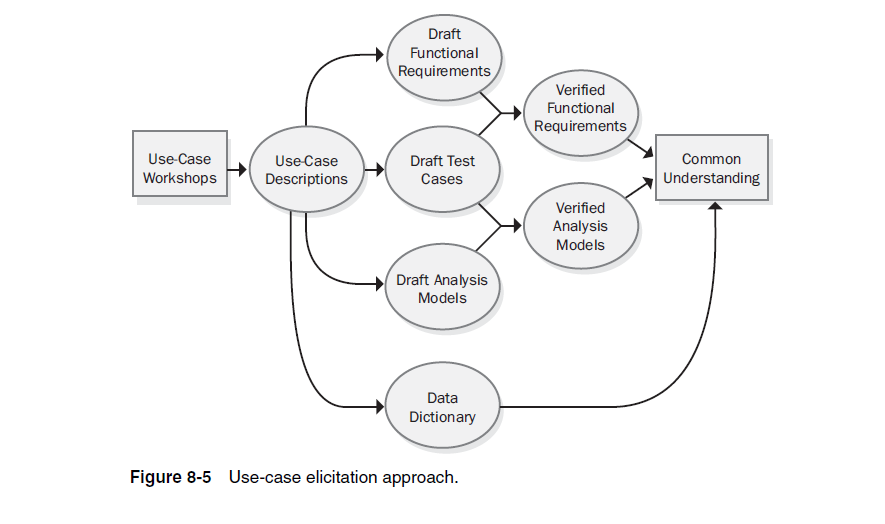 Draft
Functional
Requirements
Verified
Functional
Requirements
Use-Case
Workshops
Use-Case
Descriptions
Draft Test
Cases
Common
Understanding
Verified
Analysis
Models
Draft Analysis
Models
Data
Dictionary
Figure 8-5 Use-case elicitation approach.